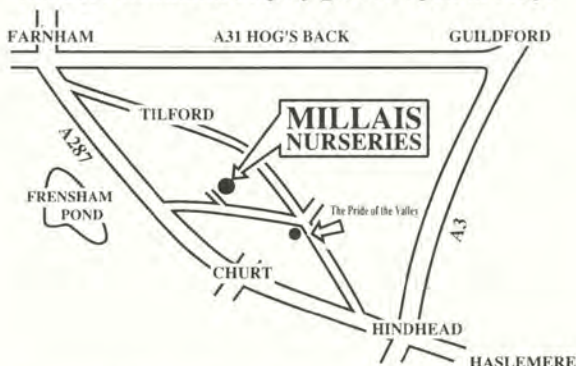 FARNHAM
A31 HOG'S BACK
GUILDFORD
TILFORD
MILLAIS
NURSERIES
A287
FRENSHAM
POND
The Pride of the Valley
A3
CHURT
HINDHEAD
HASLEMERE